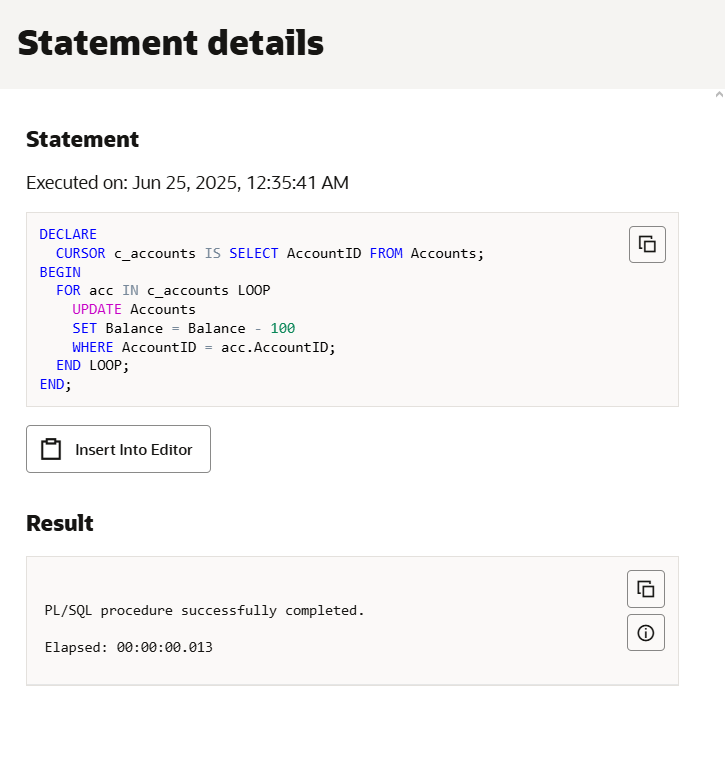 Statement details
Statement
Executed on: Jun 25, 2025, 12:35:41 AM
DECLARE
  CURSOR c_accounts IS SELECT AccountID FROM Accounts;
BEGIN
  FOR acc IN c_accounts LOOP
    UPDATE Accounts
    SET Balance = Balance - 100
    WHERE AccountID = acc.AccountID;
  END LOOP;
END;
Insert Into Editor
Result
PL/SQL procedure successfully completed.
Elapsed: 00:00:00.013